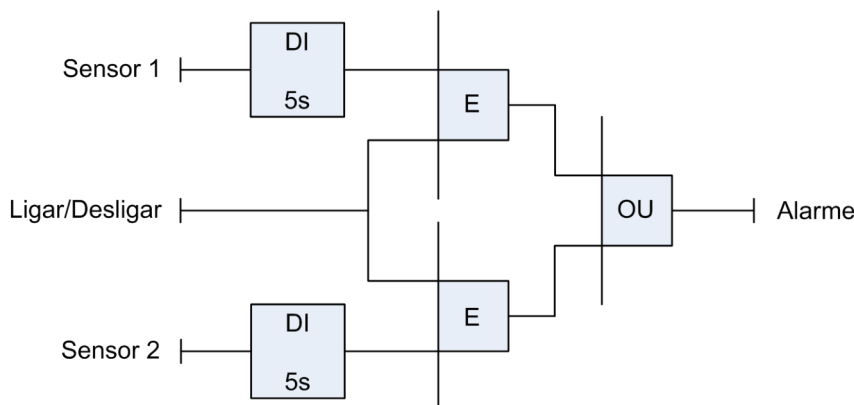 DI
Sensor 1
5s
E
Ligar/Desligar
OU
Alarme
E
DI
Sensor 2
5s